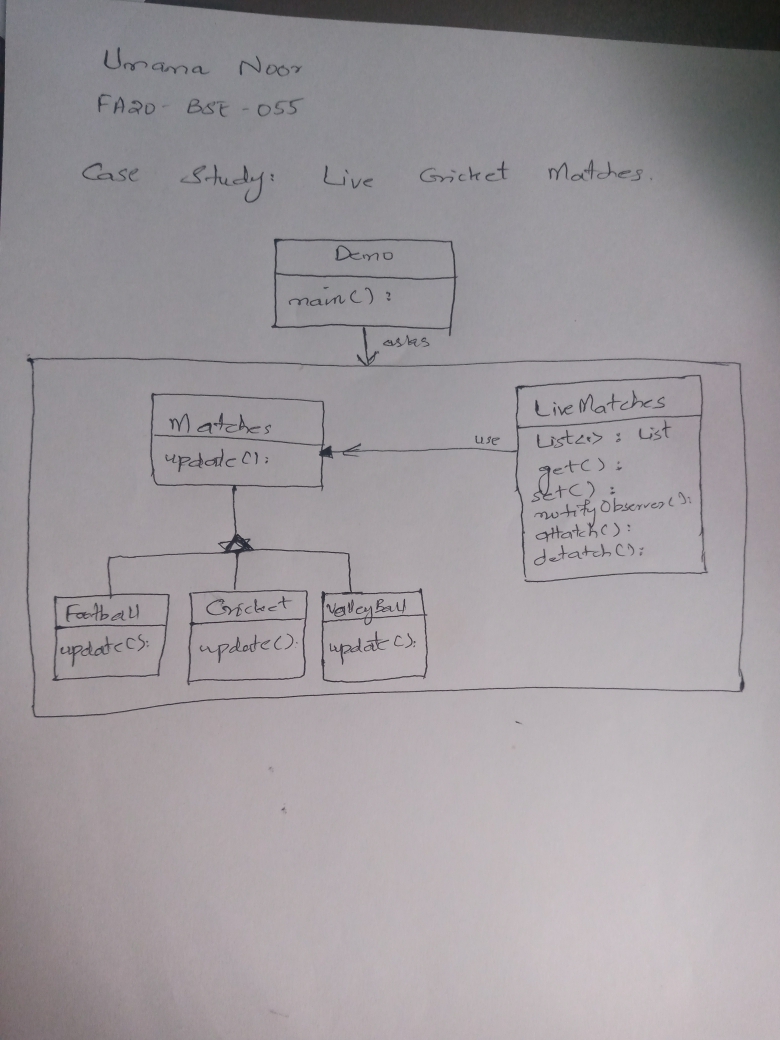 Umama Noor
FA20-BSE-055
Case Study: Live Cricket Matches.
Demo
main():
asks
Matches
update():
use
LiveMatches
List<>: List
get():
set():
notifyObserver():
attatch():
detatch():
Football
update():
Cricket
update():
VolleyBall
updat():